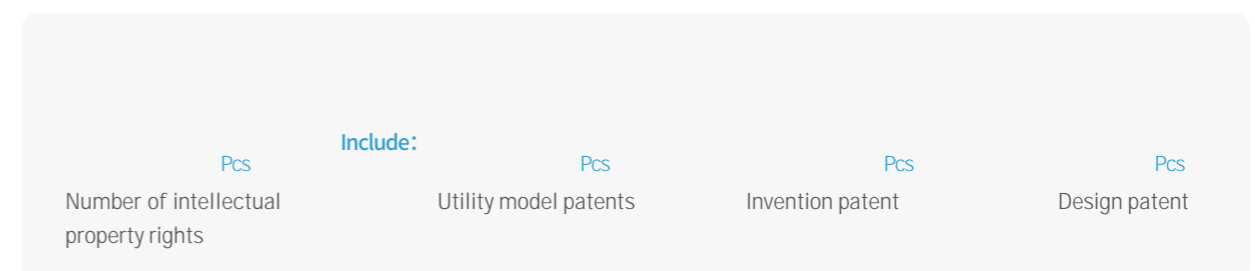 Include：
Pcs
Pcs
Pcs
Pcs
Number of intellectual
property rights
Utility model patents
Invention patent
Design patent